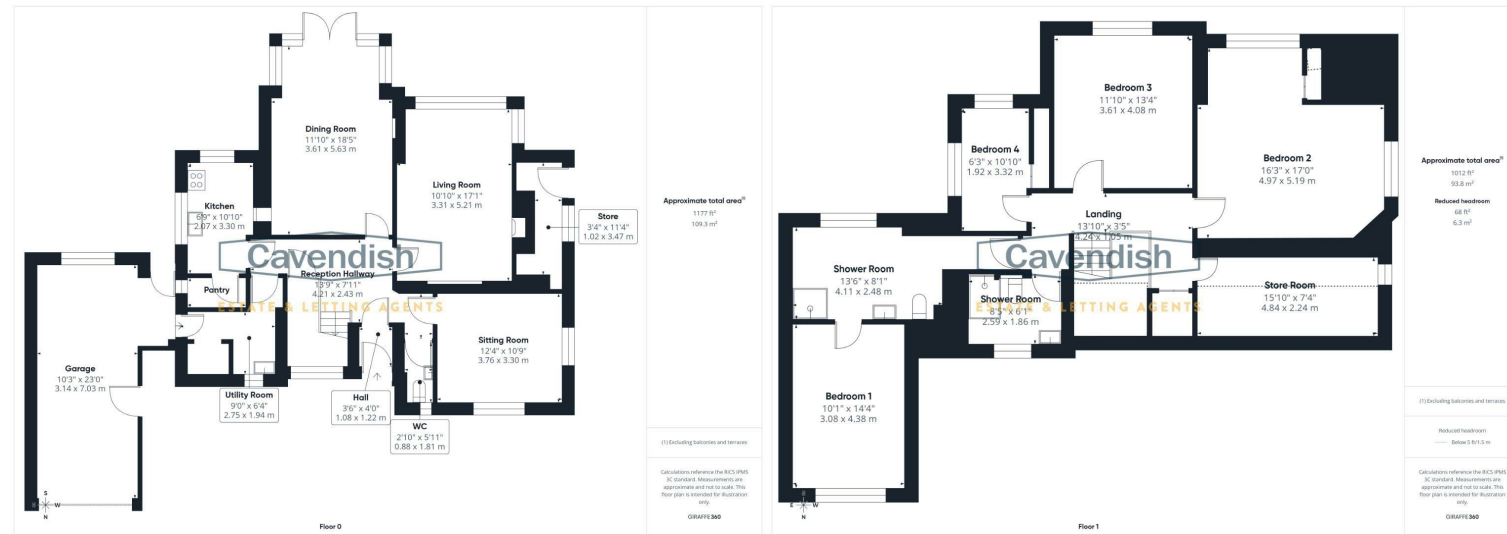 Dining Room
11'10" x 18'5"
3.61 x 5.63 m
Living Room
10'10" x 17'1"
3.31 x 5.21 m
Kitchen
6'9" x 10'10"
2.07 x 3.30 m
Store
3'4" x 11'4"
1.02 x 3.47 m
Cavendish
ESTATE & LETTING AGENTS
Reception Hallway
13'9" x 7'11"
4.21 x 2.43 m
Pantry
Sitting Room
12'4" x 10'9"
3.76 x 3.30 m
Garage
10'3" x 23'0"
3.14 x 7.03 m
Utility Room
9'0" x 6'4"
2.75 x 1.94 m
Hall
3'6" x 4'0"
1.08 x 1.22 m
WC
2'10" x 5'11"
0.88 x 1.81 m
S
W
N
Floor 0
Approximate total area(1)
1177 ft²
109.3 m²
(1) Excluding balconies and terraces
Calculations reference the RICS IPMS
3C standard. Measurements are
approximate and not to scale. This
floor plan is intended for illustration
only.
GIRAFFE360
Bedroom 3
11'10" x 13'4"
3.61 x 4.08 m
Bedroom 4
6'3" x 10'10"
1.92 x 3.32 m
Bedroom 2
16'3" x 17'0"
4.97 x 5.19 m
Landing
13'10" x 3'5"
4.24 x 1.05 m
Cavendish
ESTATE & LETTING AGENTS
Shower Room
13'6" x 8'1"
4.11 x 2.48 m
Shower Room
8'5" x 6'1"
2.59 x 1.86 m
Store Room
15'10" x 7'4"
4.84 x 2.24 m
Bedroom 1
10'1" x 14'4"
3.08 x 4.38 m
E W
N
Floor 1
Approximate total area(1)
1012 ft²
93.8 m²
Reduced headroom
68 ft²
6.3 m²
(1) Excluding balconies and terraces
Reduced headroom
Below 5 ft/1.5 m
Calculations reference the RICS IPMS
3C standard. Measurements are
approximate and not to scale. This
floor plan is intended for illustration
only.
GIRAFFE360